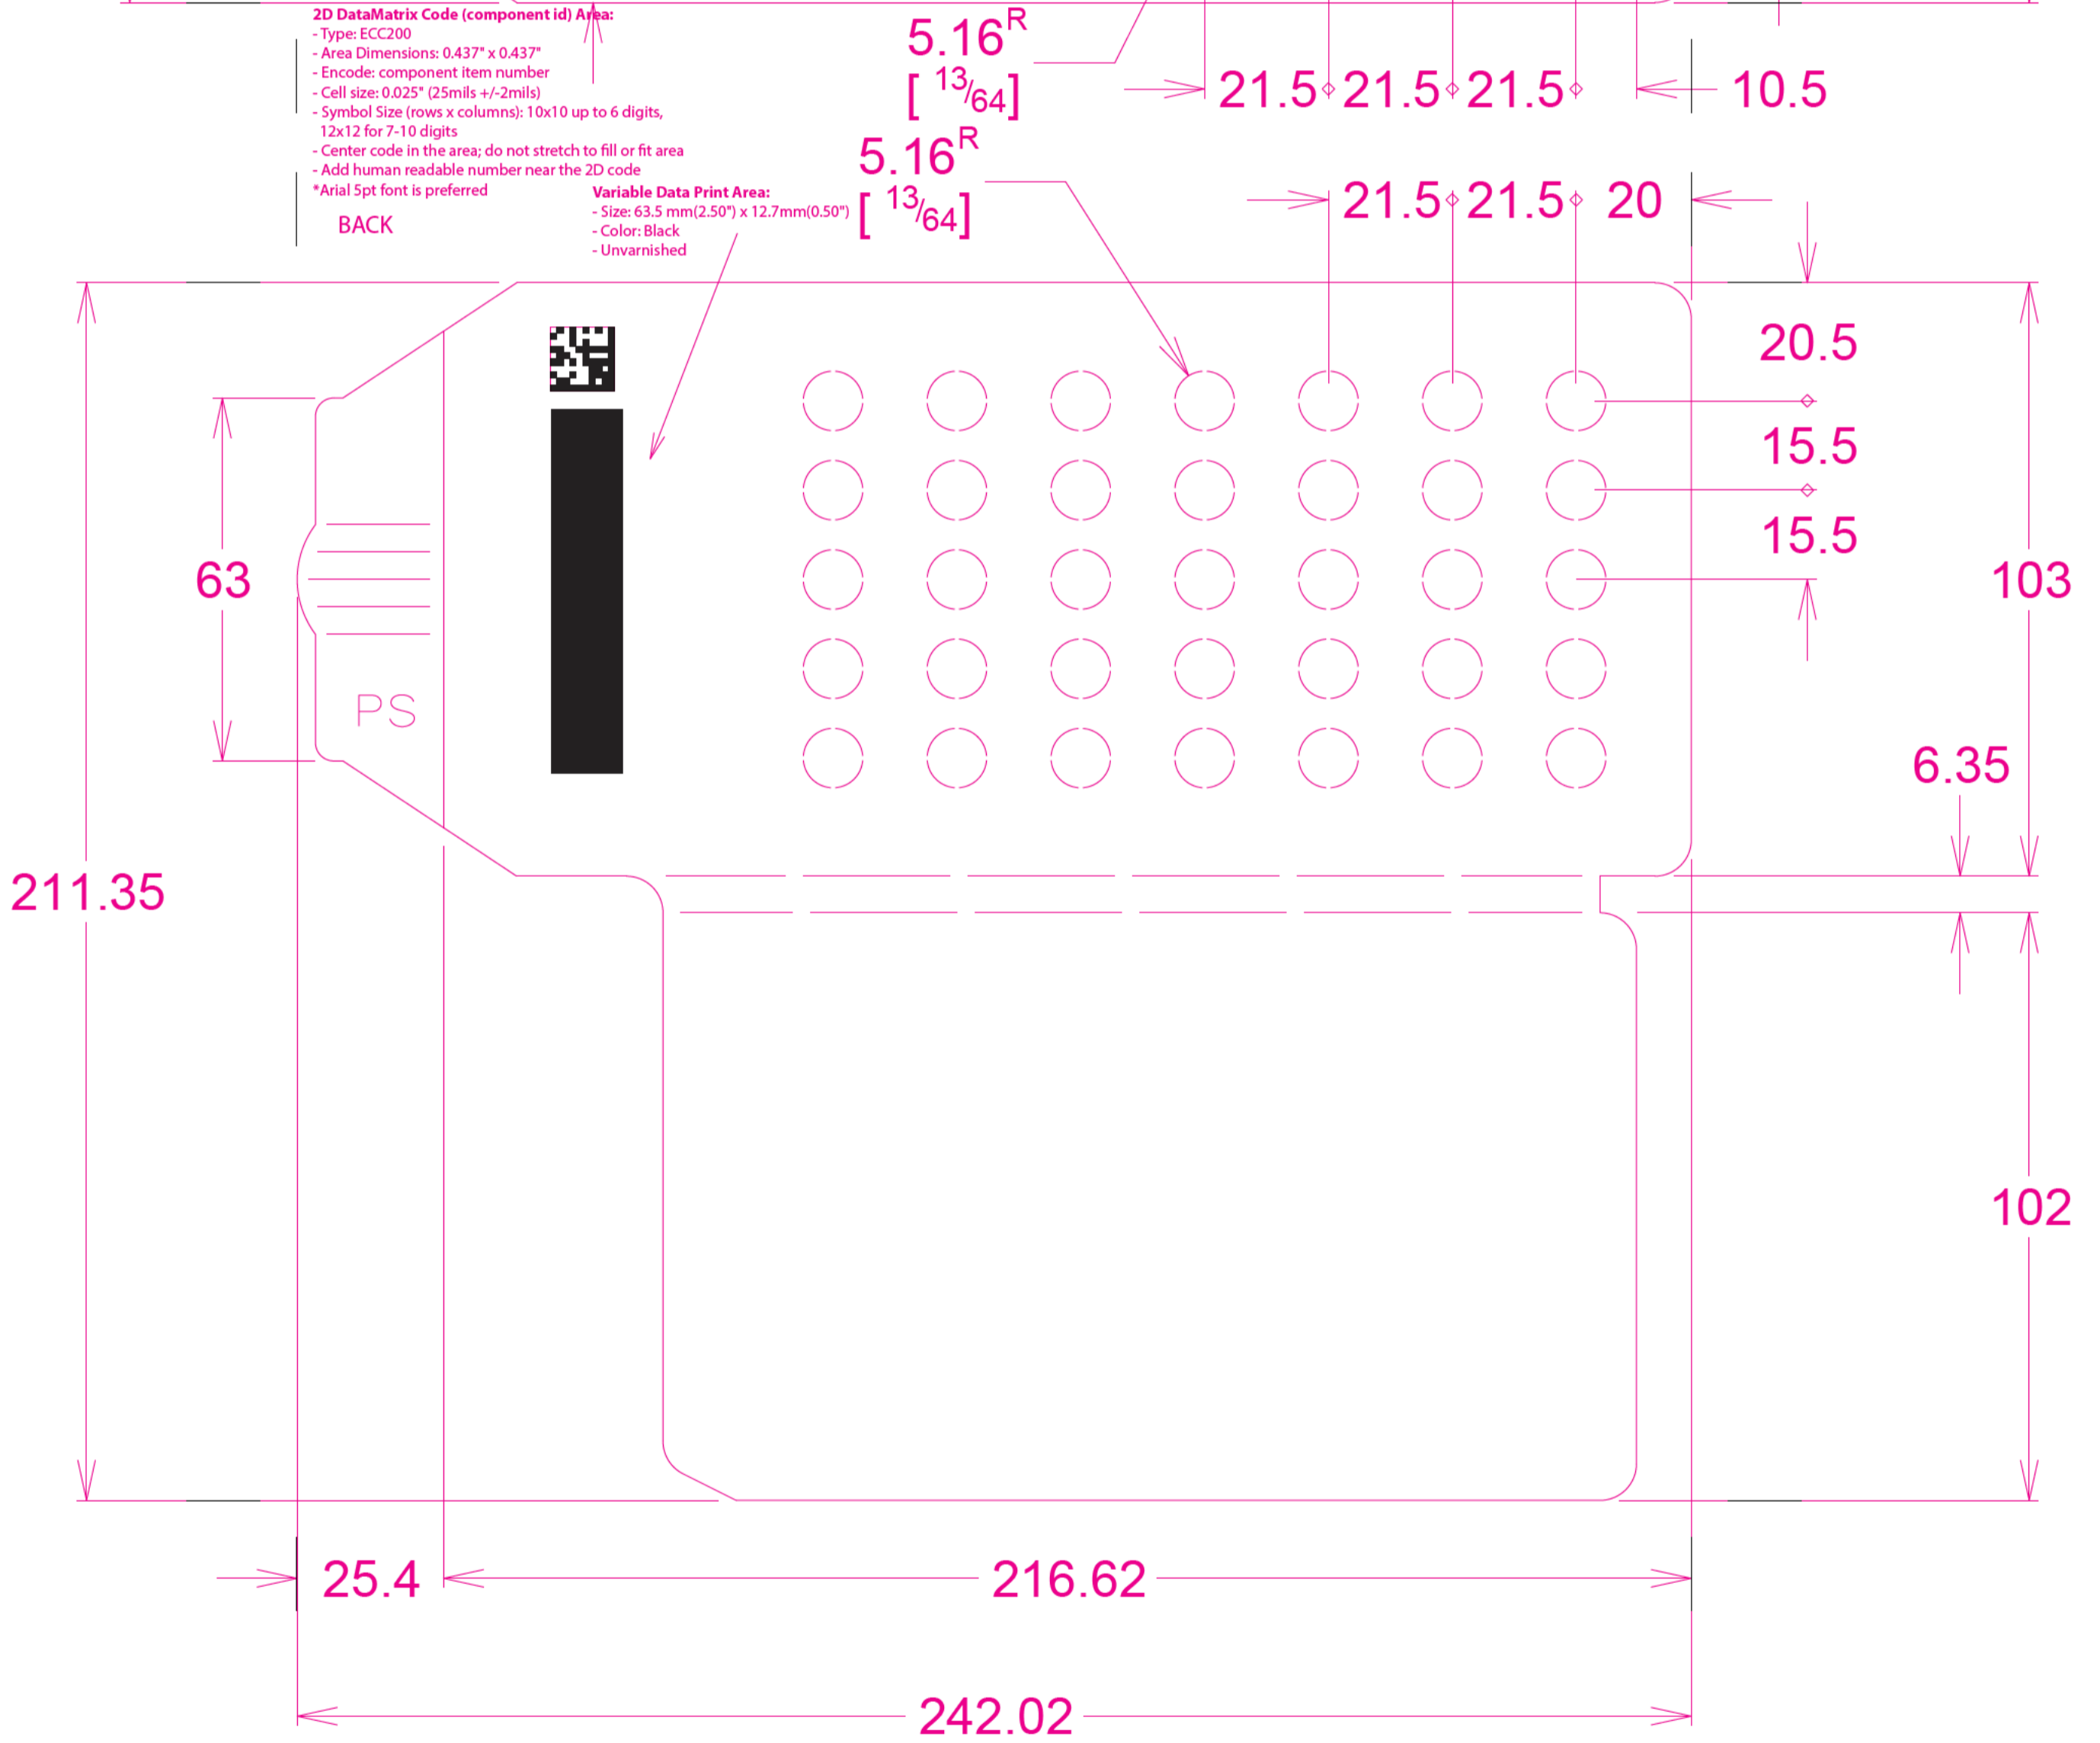 2D DataMatrix Code (component id) Area:
- Type: ECC200
- Area Dimensions: 0.437" x 0.437"
- Encode: component item number
- Cell size: 0.025" (25mils +/-2mils)
- Symbol Size (rows x columns): 10x10 up to 6 digits,
12x12 for 7-10 digits
- Center code in the area; do not stretch to fill or fit area
- Add human readable number near the 2D code
*Arial 5pt font is preferred
BACK
Variable Data Print Area:
- Size: 63.5 mm(2.50") x 12.7mm(0.50")
- Color: Black
- Unvarnished
5.16 R
[ 13/64 ]
21.5 21.5 21.5 10.5
5.16 R
[ 13/64 ]
21.5 21.5 20
20.5
15.5
15.5
63
103
PS
6.35
211.35
102
25.4
216.62
242.02